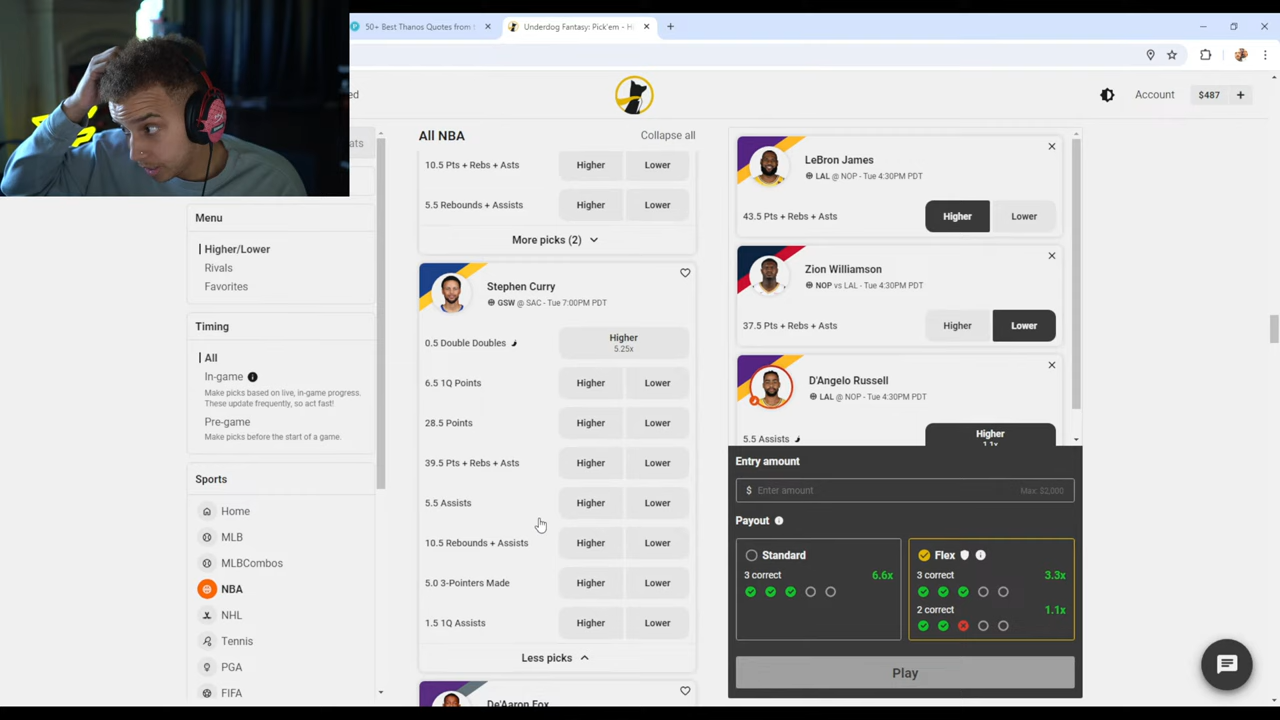 50+ Best Thanos Quotes from
Underdog Fantasy: Pick'em - H
ed
Account
$487
ats
Menu
Higher/Lower
Rivals
Favorites
Timing
All
In-game
Make picks based on live, in-game progress.
These update frequently, so act fast!
Pre-game
Make picks before the start of a game.
Sports
Home
MLB
MLBCombos
NBA
NHL
Tennis
PGA
FIFA
All NBA
Collapse all
10.5 Pts + Rebs + Asts Higher Lower
5.5 Rebounds + Assists Higher Lower
More picks (2)
Stephen Curry
GSW @ SAC - Tue 7:00PM PDT
0.5 Double Doubles Higher
5.25x
6.5 1Q Points Higher Lower
28.5 Points Higher Lower
39.5 Pts + Rebs + Asts Higher Lower
5.5 Assists Higher Lower
10.5 Rebounds + Assists Higher Lower
5.0 3-Pointers Made Higher Lower
1.5 1Q Assists Higher Lower
Less picks
De'Aaron Fox
LeBron James
LAL @ NOP - Tue 4:30PM PDT
43.5 Pts + Rebs + Asts Higher Lower
Zion Williamson
NOP vs LAL - Tue 4:30PM PDT
37.5 Pts + Rebs + Asts Higher Lower
D'Angelo Russell
LAL @ NOP - Tue 4:30PM PDT
5.5 Assists Higher
1.1x
Entry amount
$ Enter amount Max: $2,000
Payout
Standard
3 correct 6.6x
Flex
3 correct 3.3x
2 correct 1.1x
Play